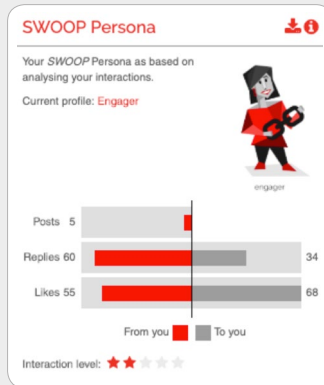 SWOOP Persona
Your SWOOP Persona as based on
analysing your interactions.
Current profile: Engager
engager
Posts 5
Replies 60 34
Likes 55 68
From you To you
Interaction level: